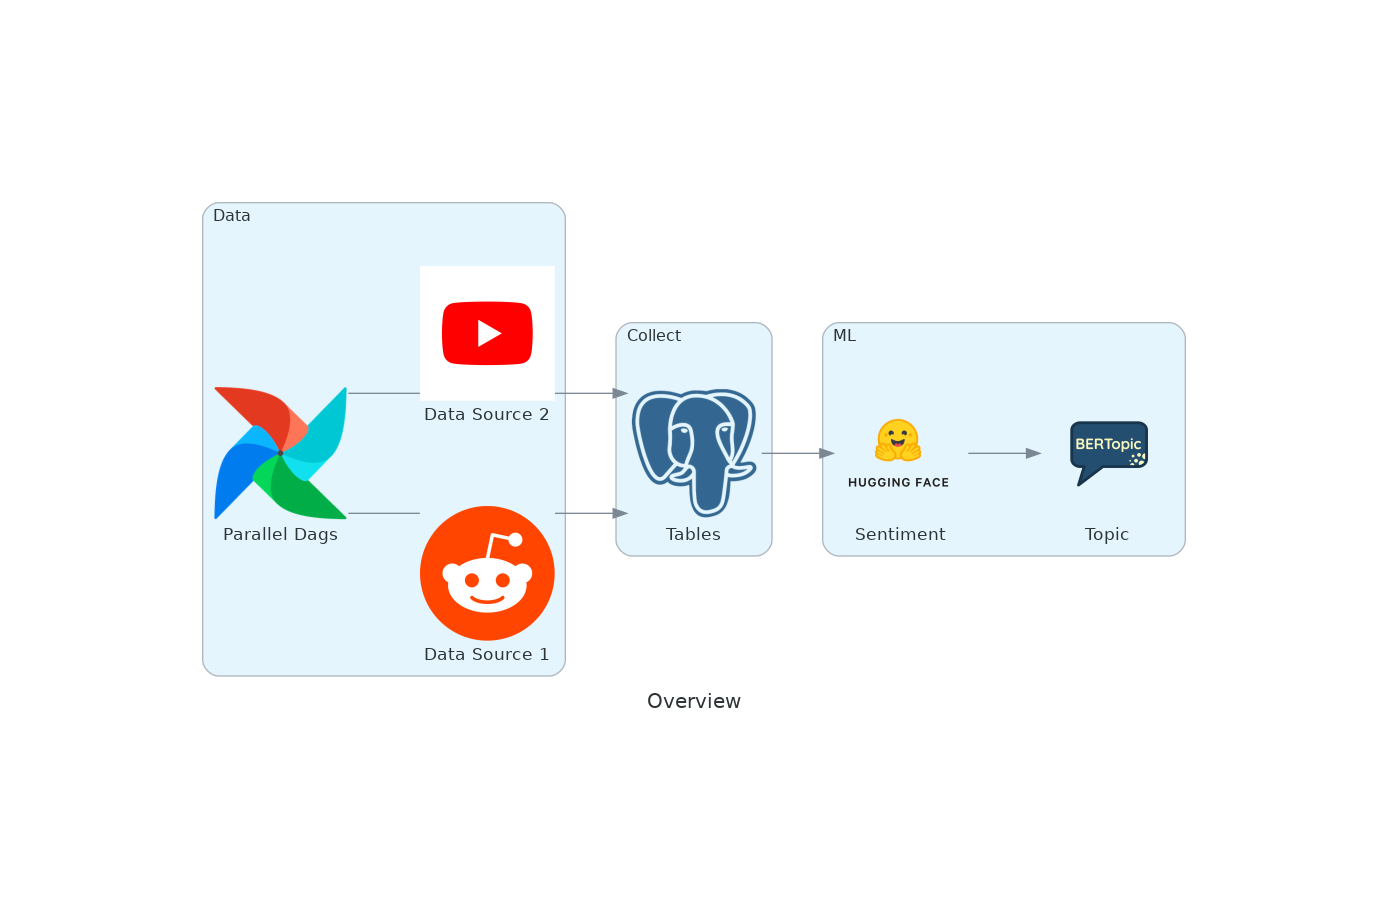 Data
Data Source 2
Parallel Dags
Data Source 1
Collect
Tables
ML
HUGGING FACE
Sentiment
BERTopic
Topic
Overview